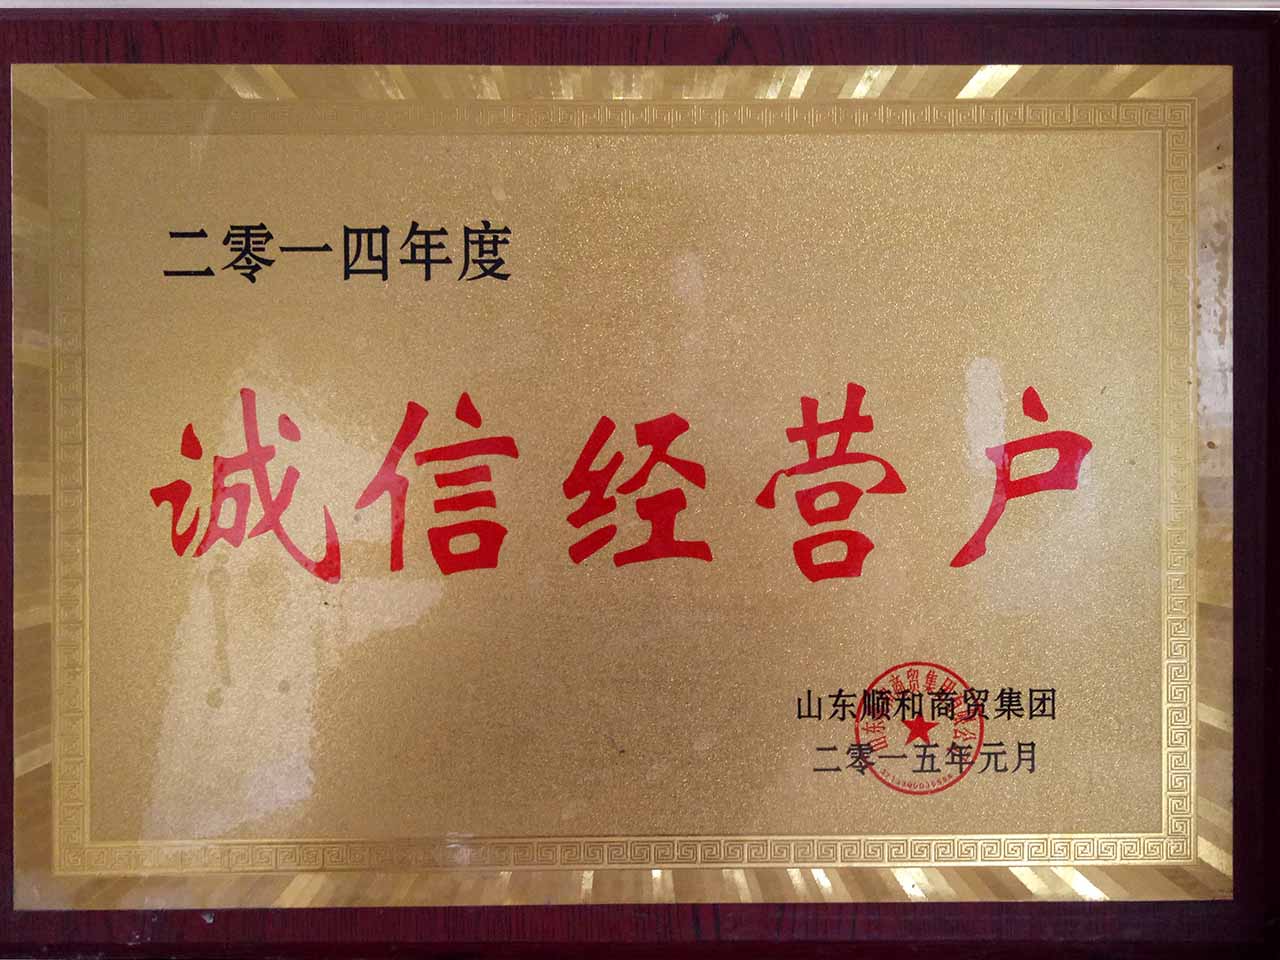 二零一四年度
诚信经营户
山东顺和商贸集团
二零一五年元月